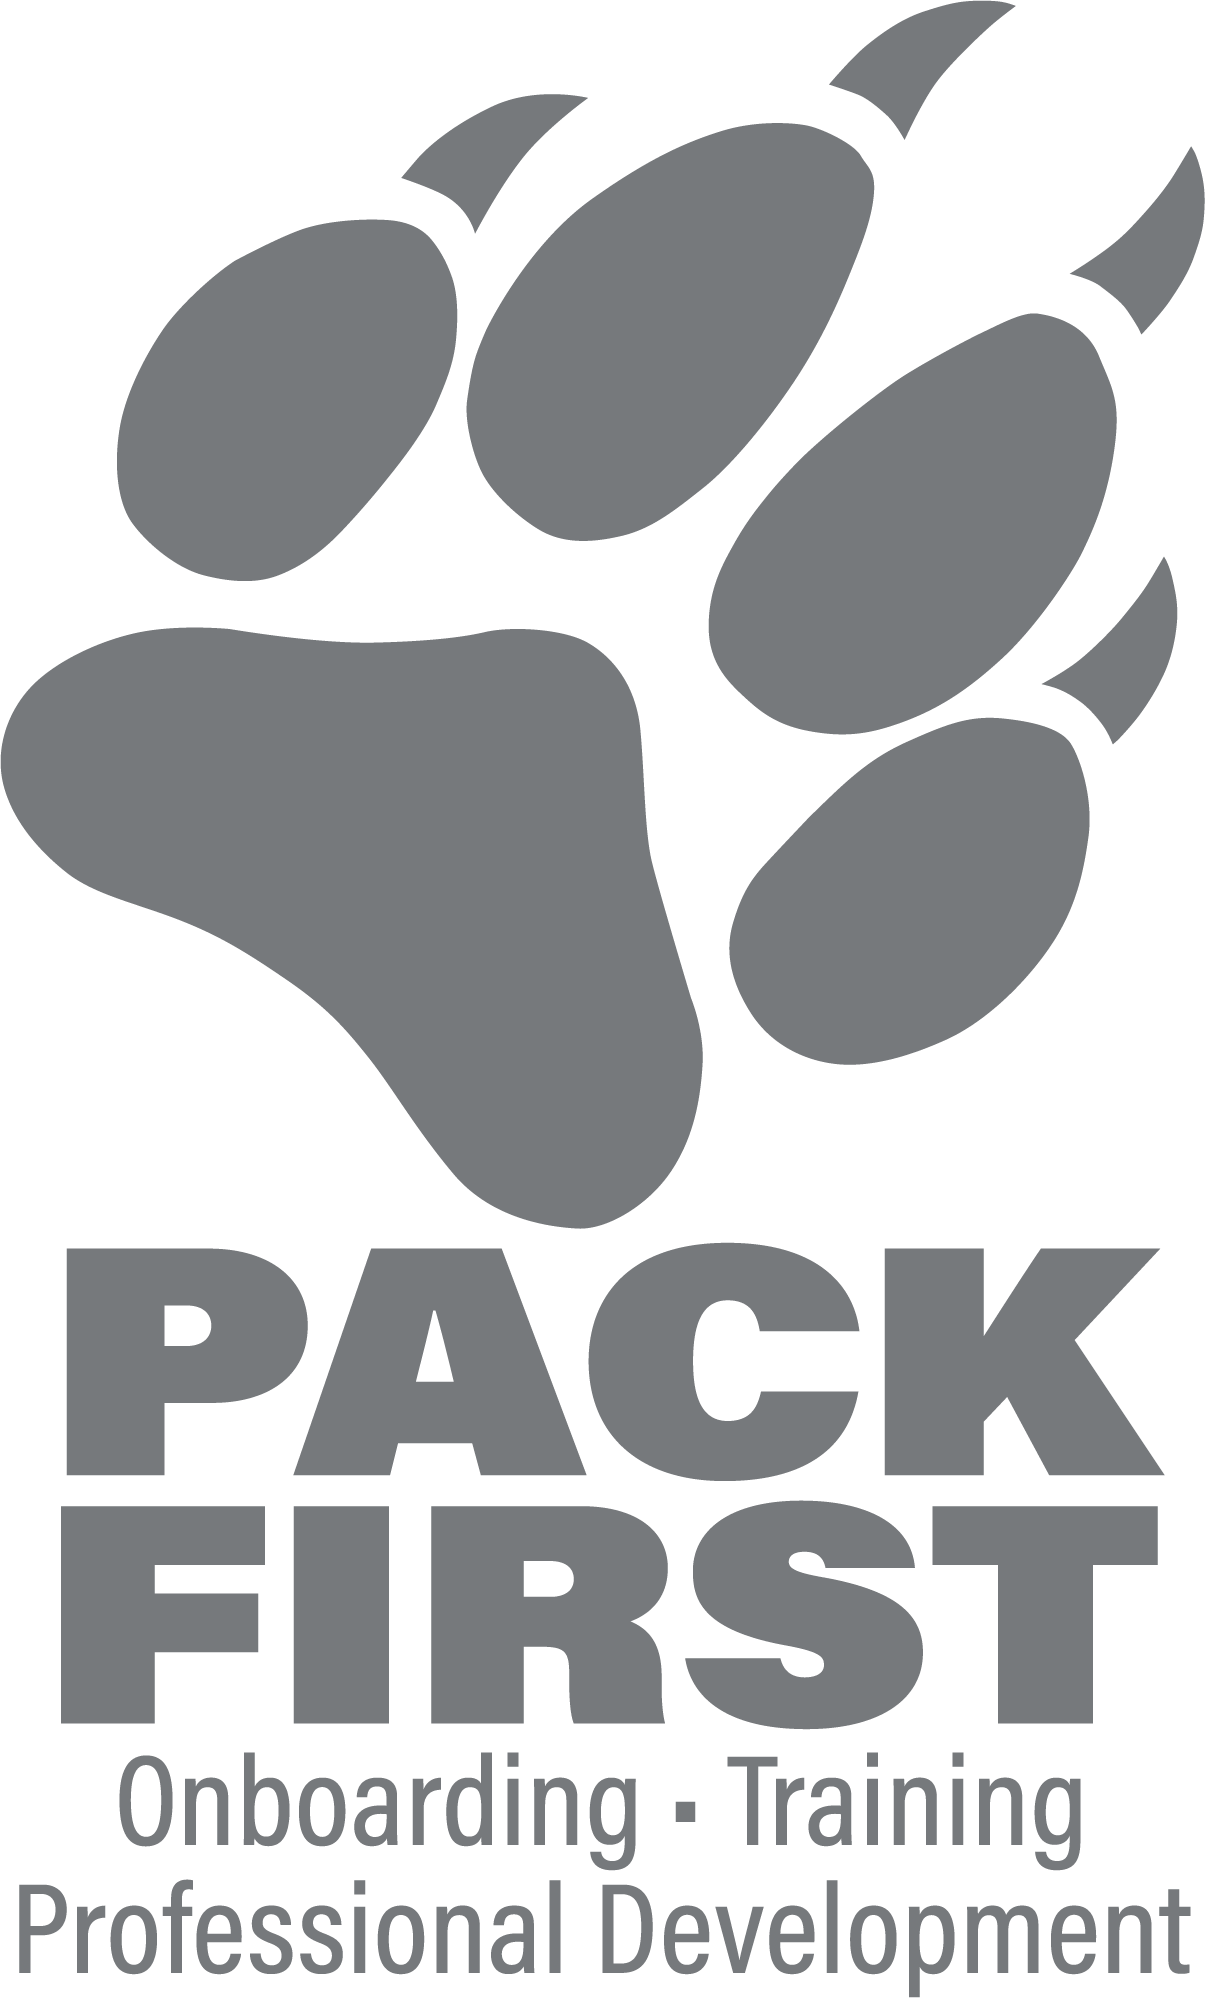 PACK
FIRST
Onboarding ▪ Training
Professional Development